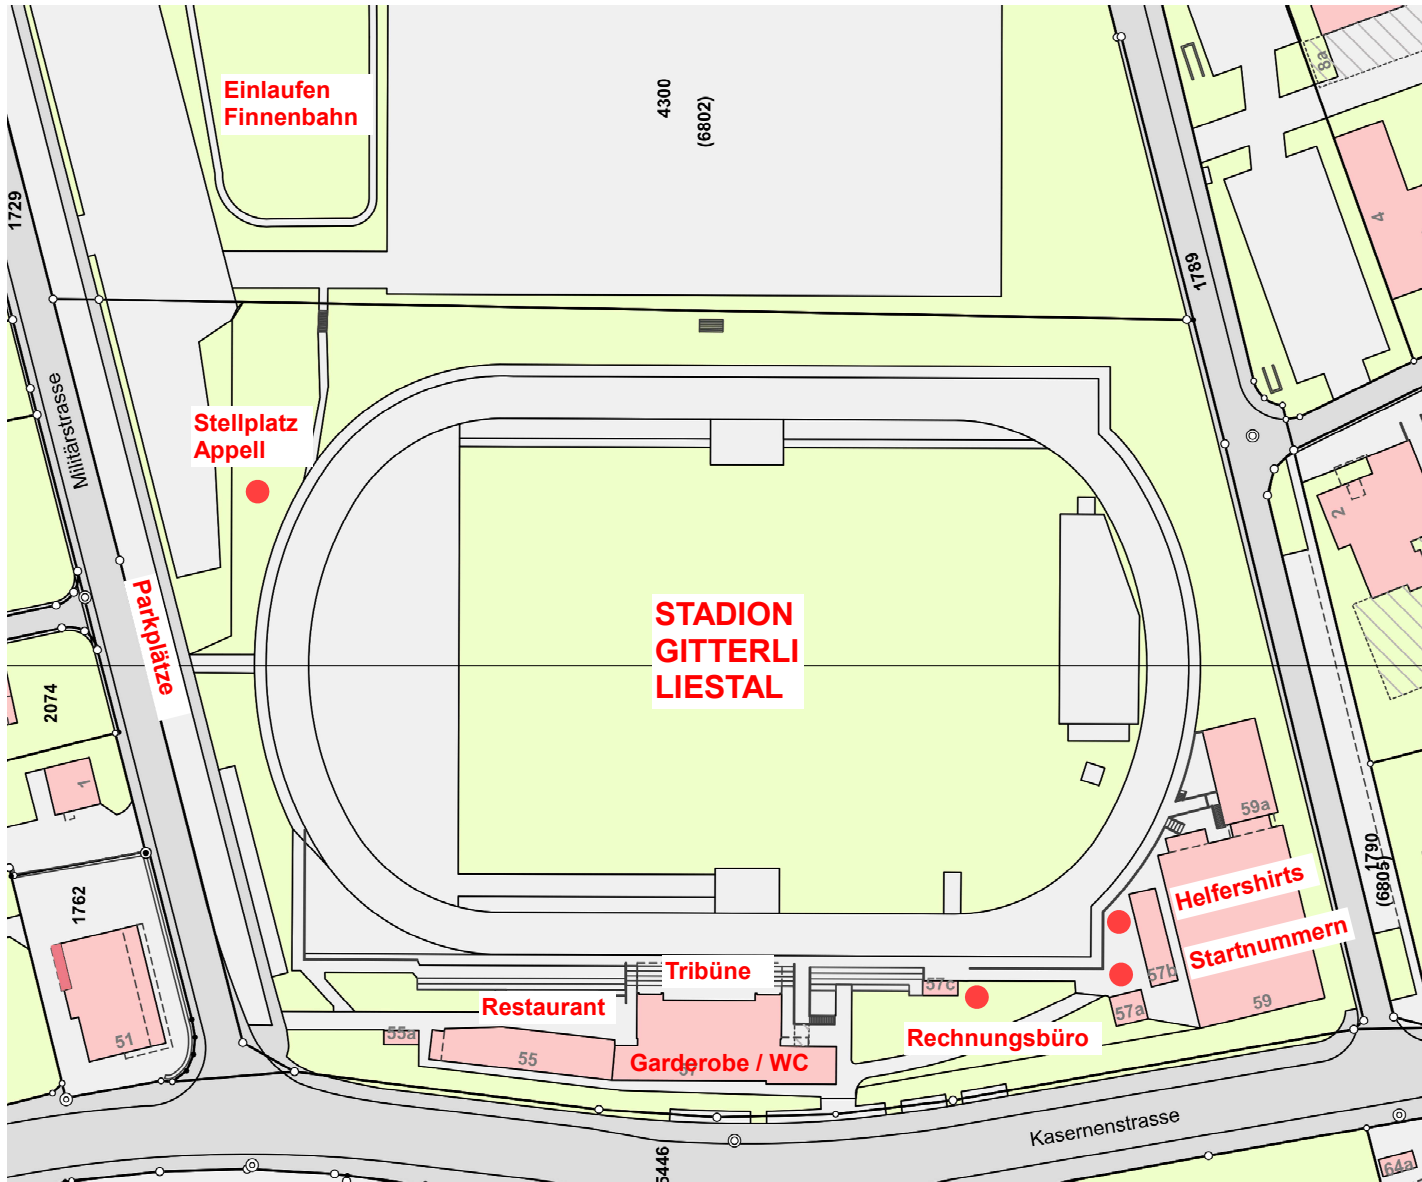 Einlaufen
Finnenbahn
4300
(6802)
8a
4
1729
1789
Militärstrasse
Stellplatz
Appell
2
Parkplätze
STADION
GITTERLI
LIESTAL
2074
1
59a
1790
(6805)
1762
Helfershirts
Startnummern
51
Tribüne
Restaurant
57c
57b
57a
59
Rechnungsbüro
55a
55
Garderobe / WC
Kasernenstrasse
5446
64a